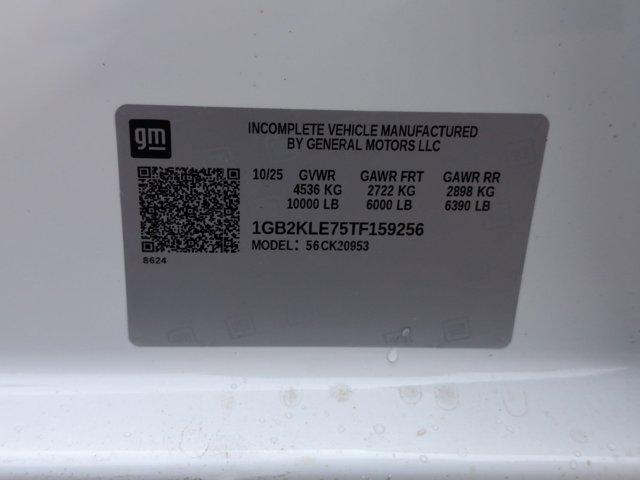 gm
INCOMPLETE VEHICLE MANUFACTURED
BY GENERAL MOTORS LLC
10/25 GVWR GAWR FRT GAWR RR
4536 KG 2722 KG 2898 KG
10000 LB 6000 LB 6390 LB
1GB2KLE75TF159256
MODEL: 56CK20953
8624